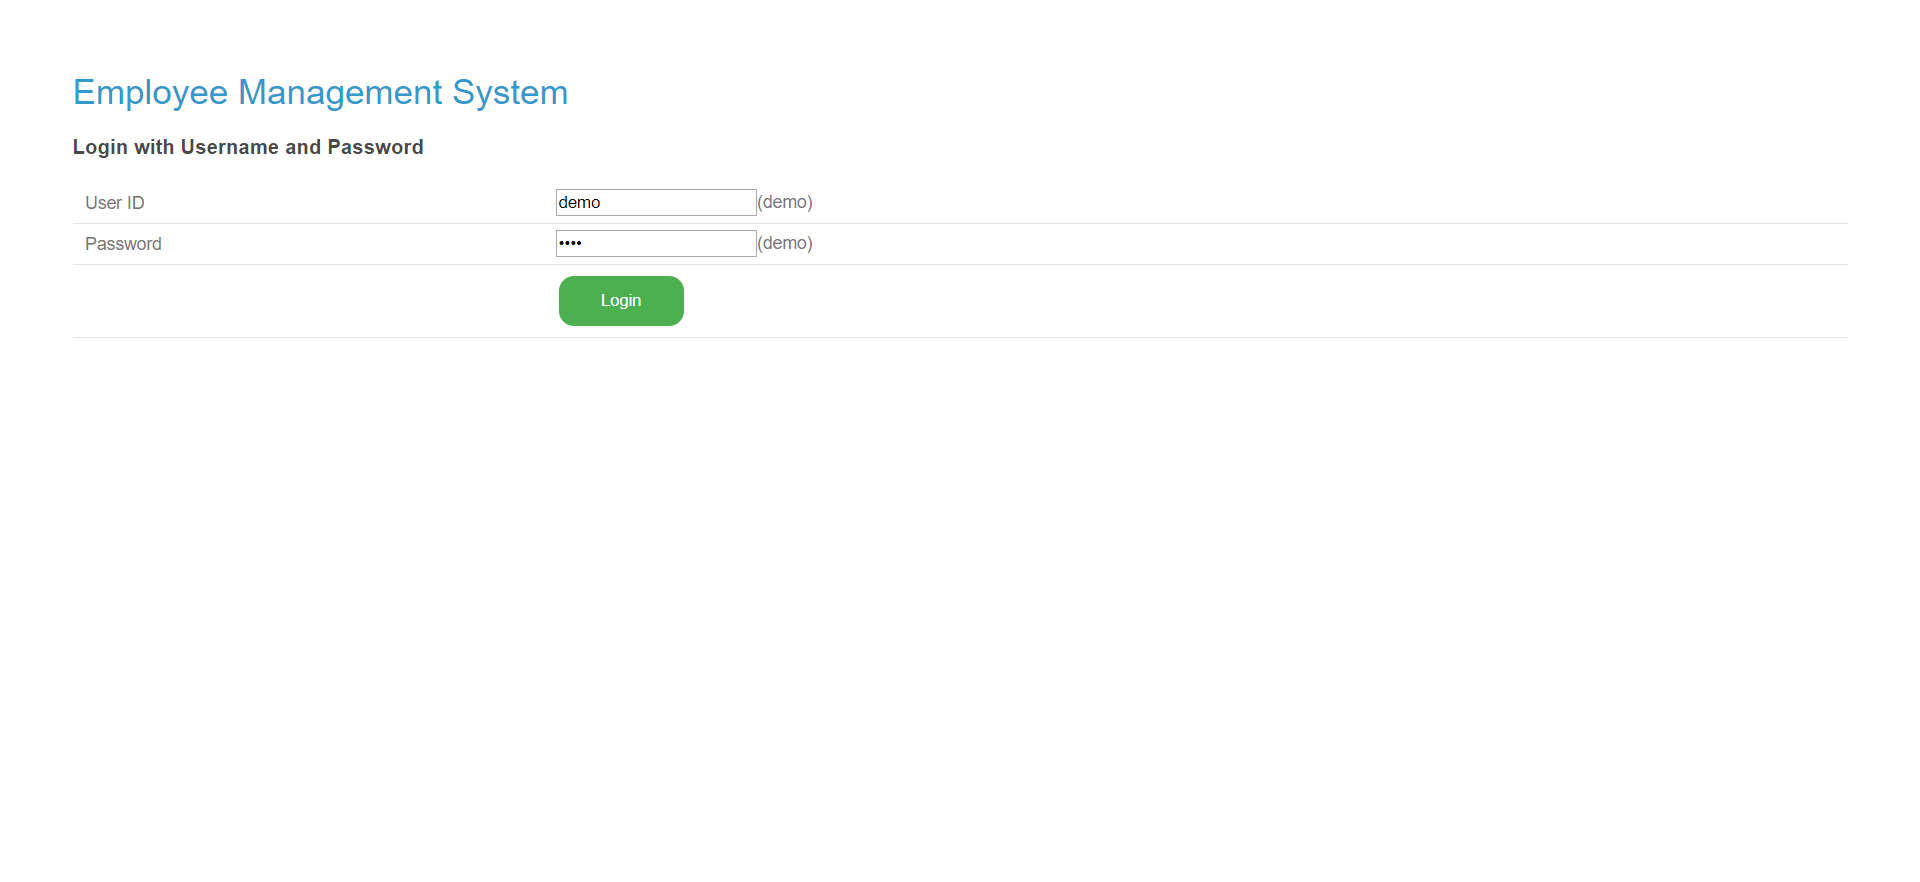 Employee Management System
Login with Username and Password
User ID demo (demo)
Password •••• (demo)
Login